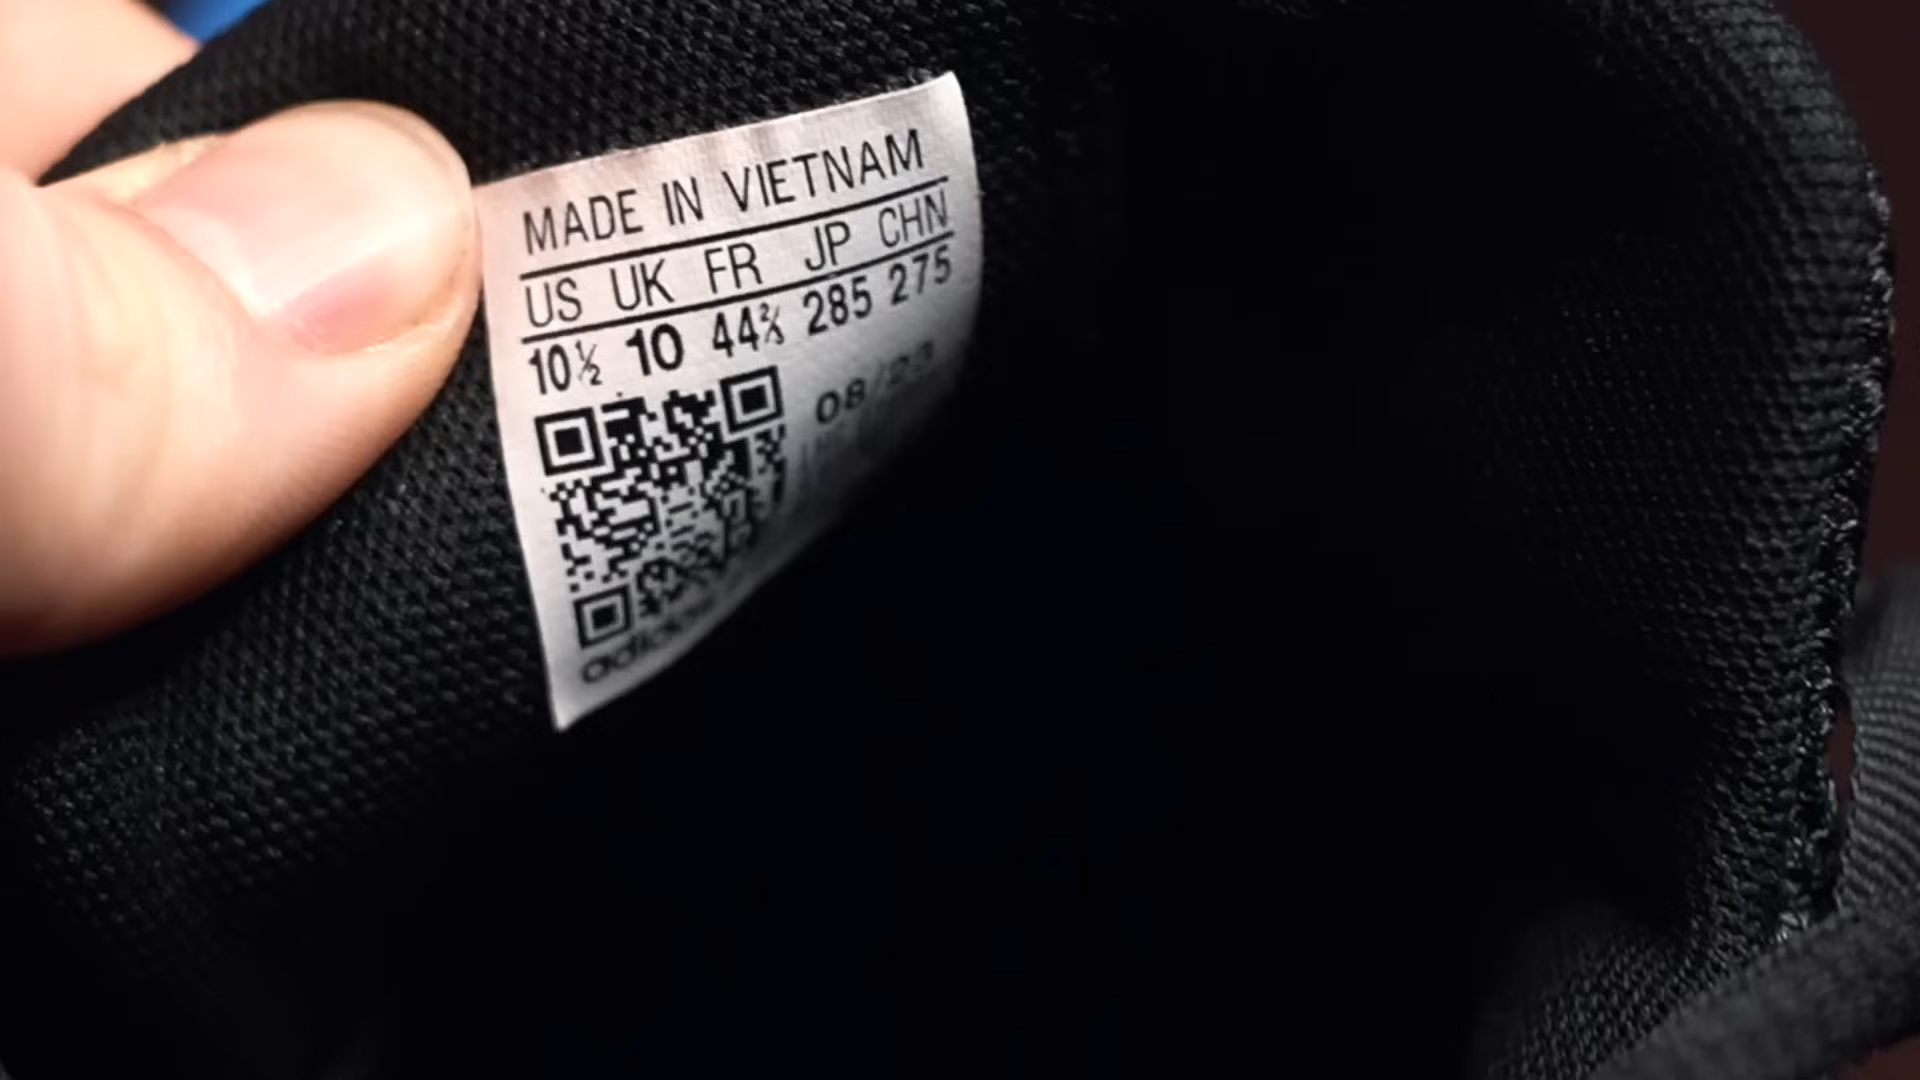 MADE IN VIETNAM
US UK FR JP CHN
10½ 10 44⅔ 285 275
08/23
adidas